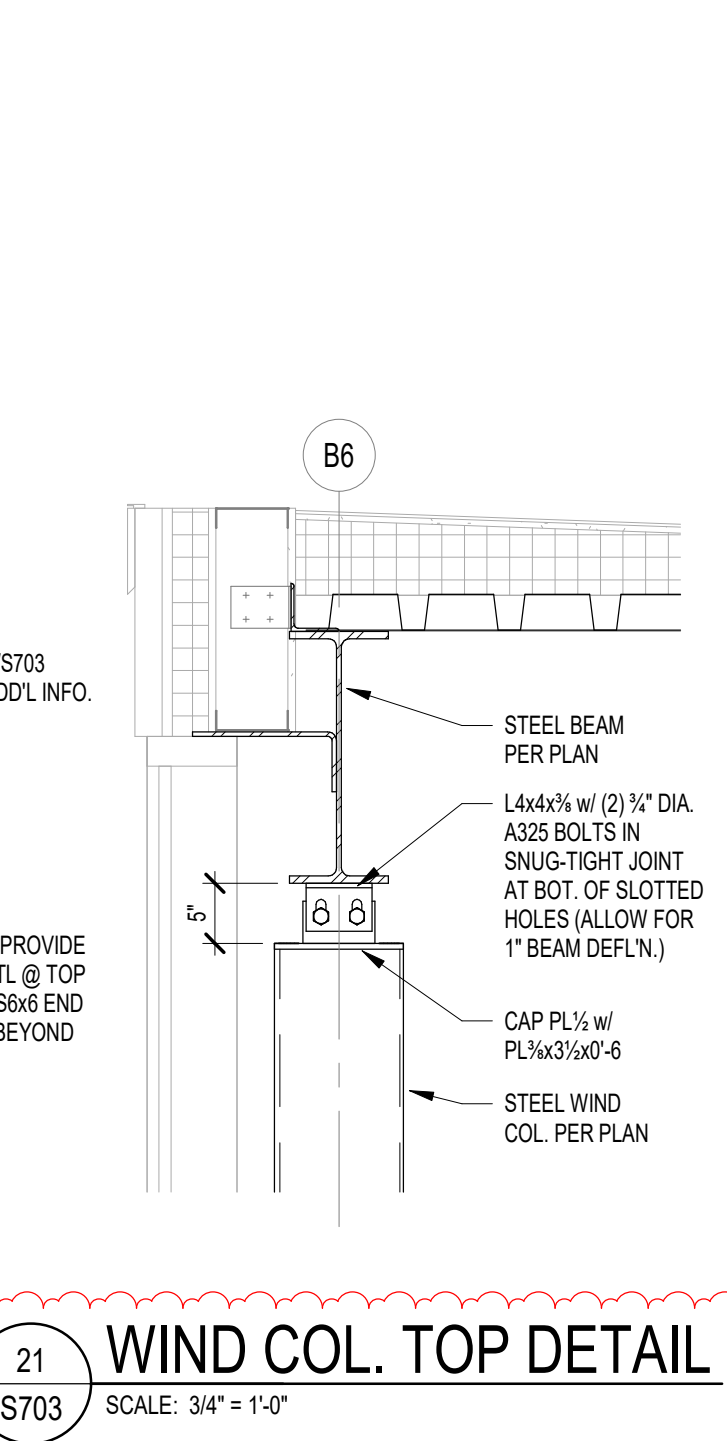 B6
/S703
DD'L INFO.
STEEL BEAM
PER PLAN
L4x4x⅜ w/ (2) ¾" DIA.
A325 BOLTS IN
SNUG-TIGHT JOINT
AT BOT. OF SLOTTED
HOLES (ALLOW FOR
1" BEAM DEFL'N.)
5"
PROVIDE
TL @ TOP
S6x6 END
BEYOND
CAP PL½ w/
PL⅜x3½x0'-6
STEEL WIND
COL. PER PLAN
21
S703
WIND COL. TOP DETAIL
SCALE: 3/4" = 1'-0"